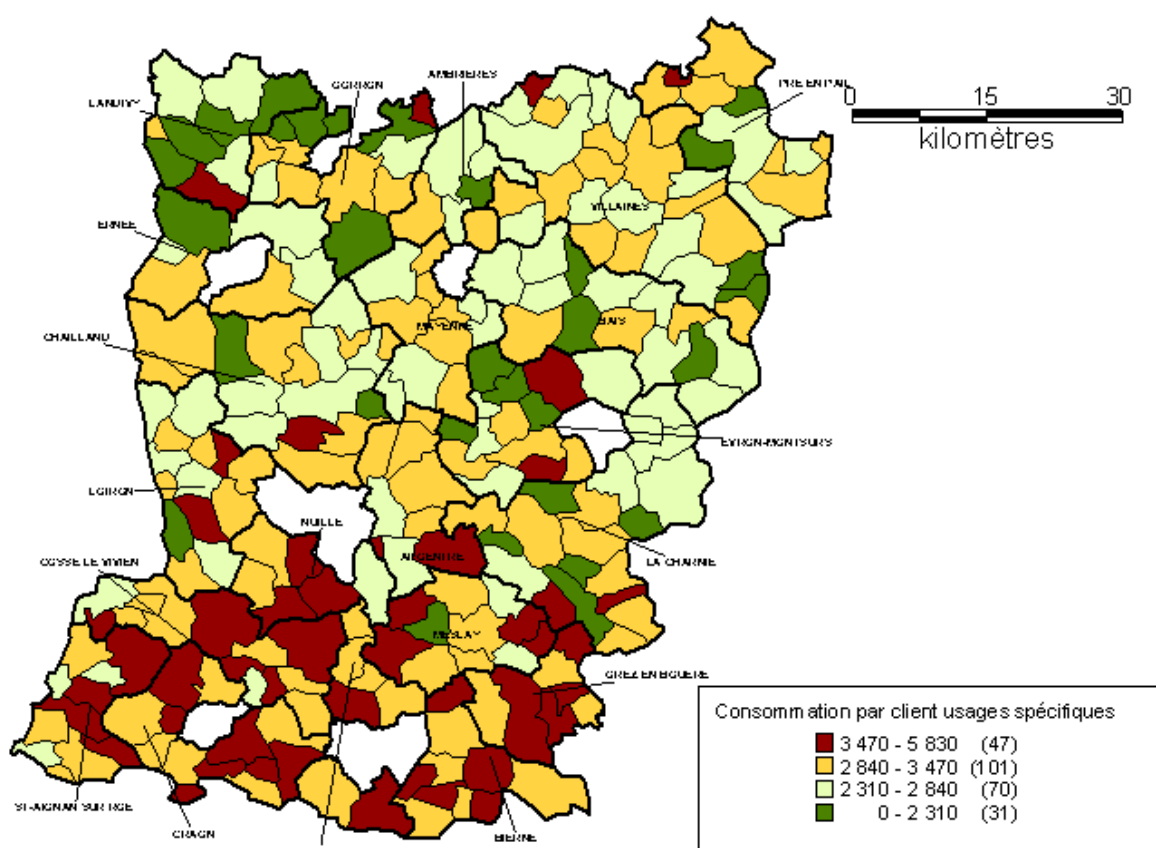 GORRON
AMBRIERES
LANDIVY
PRE EN PAIL
0 15 30
kilomètres
ERNEE
VILLAINES
MAYENNE
BAIS
CHAILLAND
EVRON-MONTSURS
LOIRON
NUILLE
ARGENTRE
LA CHARNIE
COSSE LE VIVIEN
MESLAY
GREZ EN BOUERE
ST-AIGNAN SUR ROE
CRAON
BIERNE
Consommation par client usages spécifiques
3 470 - 5 830 (47)
2 840 - 3 470 (101)
2 310 - 2 840 (70)
0 - 2 310 (31)